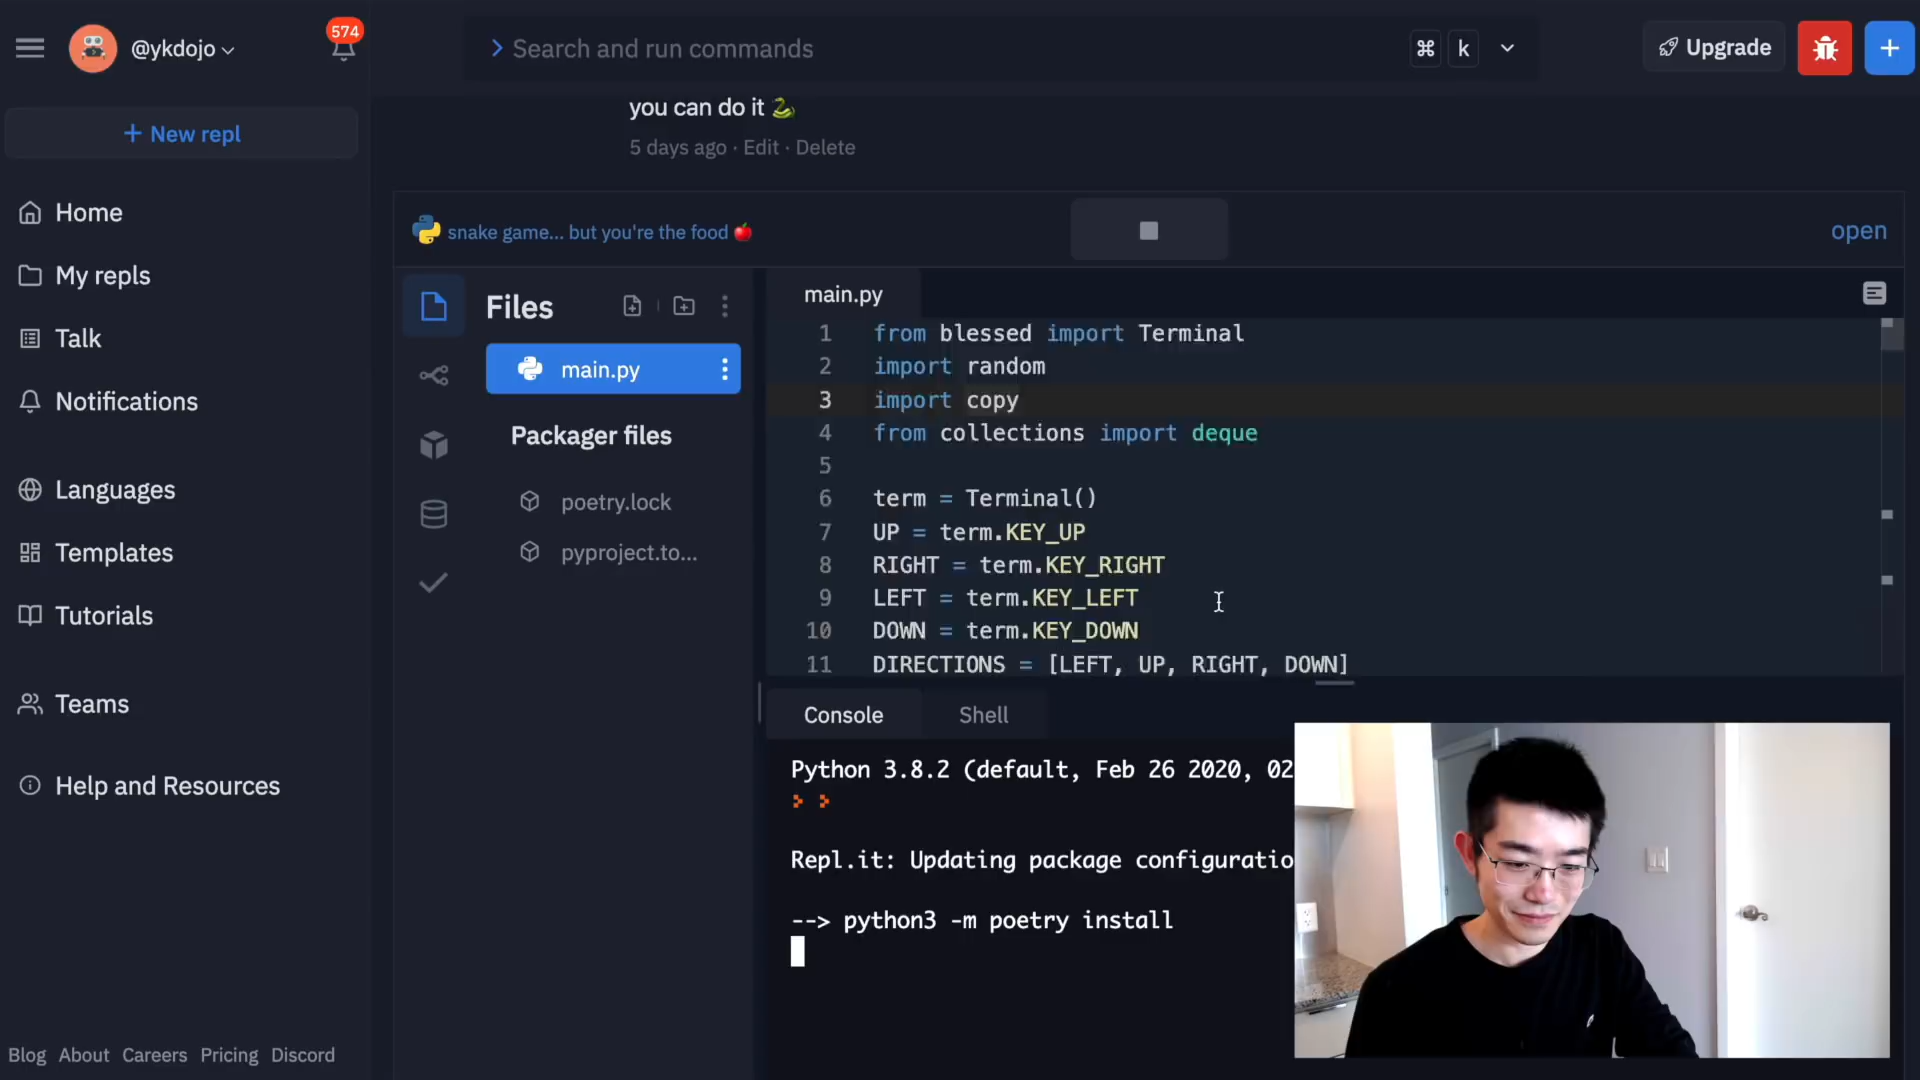 @ykdojo
574
Search and run commands
⌘ k
Upgrade
+ New repl
Home
My repls
Talk
Notifications
Languages
Templates
Tutorials
Teams
Help and Resources
Blog About Careers Pricing Discord
you can do it 🐍
5 days ago · Edit · Delete
snake game... but you're the food 🍎
open
Files
main.py
Packager files
poetry.lock
pyproject.to...
main.py
1 from blessed import Terminal
2 import random
3 import copy
4 from collections import deque
5
6 term = Terminal()
7 UP = term.KEY_UP
8 RIGHT = term.KEY_RIGHT
9 LEFT = term.KEY_LEFT
10 DOWN = term.KEY_DOWN
11 DIRECTIONS = [LEFT, UP, RIGHT, DOWN]
Console Shell
Python 3.8.2 (default, Feb 26 2020, 02
Repl.it: Updating package configuratio
--> python3 -m poetry install